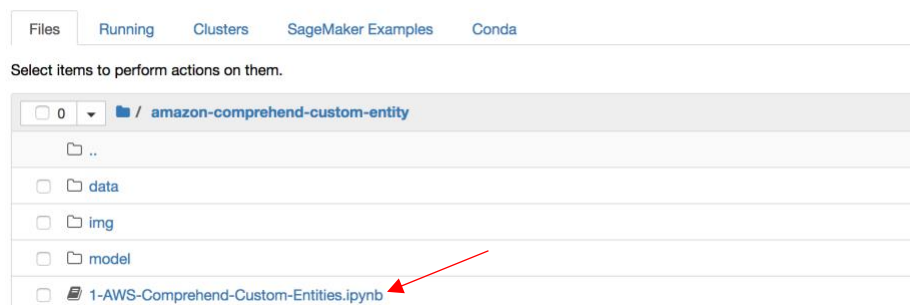 Files Running Clusters SageMaker Examples Conda
Select items to perform actions on them.
0 / amazon-comprehend-custom-entity
..
data
img
model
1-AWS-Comprehend-Custom-Entities.ipynb